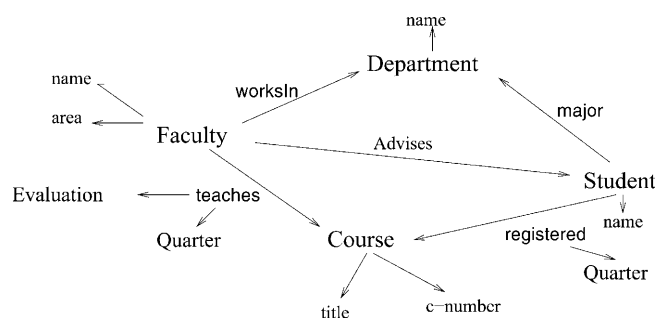 name
Department
name
worksIn
major
area
Faculty
Advises
Student
Evaluation
teaches
name
registered
Quarter
Course
Quarter
title
c-number